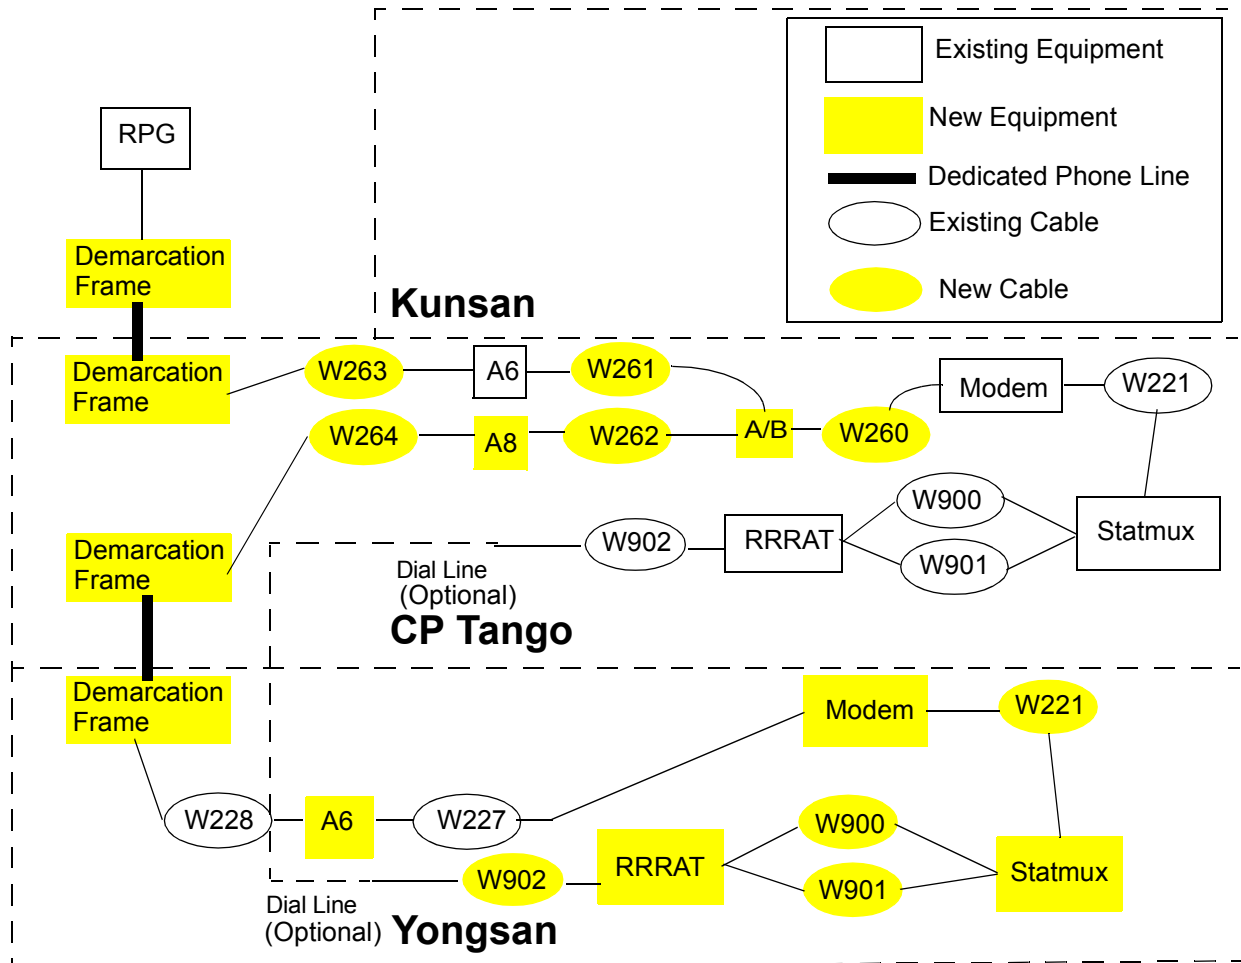 Existing Equipment
New Equipment
Dedicated Phone Line
Existing Cable
New Cable
RPG
Demarcation
Frame
Kunsan
Demarcation
Frame
W263
A6
W261
Modem
W221
W264
A8
W262
A/B
W260
W900
W902
RRRAT
Statmux
W901
Demarcation
Frame
Dial Line
(Optional)
CP Tango
Demarcation
Frame
Modem
W221
W228
A6
W227
W900
W902
RRRAT
Statmux
W901
Dial Line
(Optional)
Yongsan